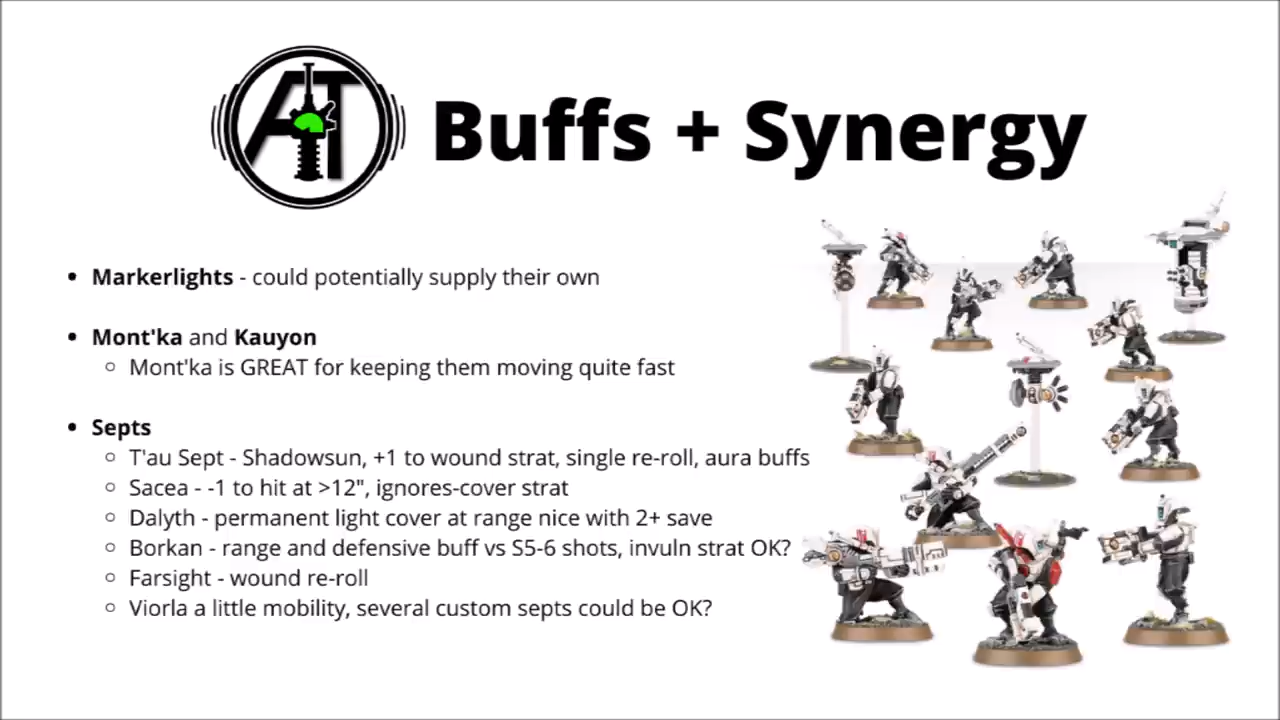 AT
Buffs + Synergy
Markerlights - could potentially supply their own
Mont'ka and Kauyon
Mont'ka is GREAT for keeping them moving quite fast
Septs
T'au Sept - Shadowsun, +1 to wound strat, single re-roll, aura buffs
Sacea - -1 to hit at >12", ignores-cover strat
Dalyth - permanent light cover at range nice with 2+ save
Borkan - range and defensive buff vs S5-6 shots, invuln strat OK?
Farsight - wound re-roll
Viorla a little mobility, several custom septs could be OK?